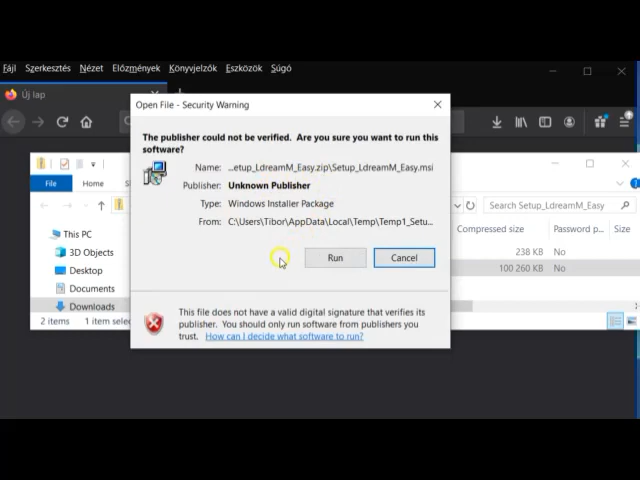 Fájl Szerkesztés Nézet Előzmények Könyvjelzők Eszközök Súgó
Új lap
Open File - Security Warning
The publisher could not be verified. Are you sure you want to run this
software?
Name: ...etup_LdreamM_Easy.zip\Setup_LdreamM_Easy.msi
Publisher: Unknown Publisher
Type: Windows Installer Package
From: C:\Users\Tibor\AppData\Local\Temp\Temp1_Setu...
Run
Cancel
This file does not have a valid digital signature that verifies its
publisher. You should only run software from publishers you
trust. How can I decide what software to run?
File Home
Search Setup_LdreamM_Easy
This PC
3D Objects
Desktop
Documents
Downloads
Compressed size Password p... Size
238 KB No
100 260 KB No
2 items 1 item selec